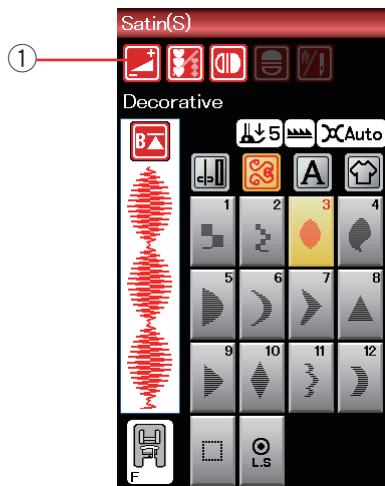 Satin(S)
1
Decorative
B
5 Auto
A
1 2 3 4
5 6 7 8
9 10 11 12
F
L.S